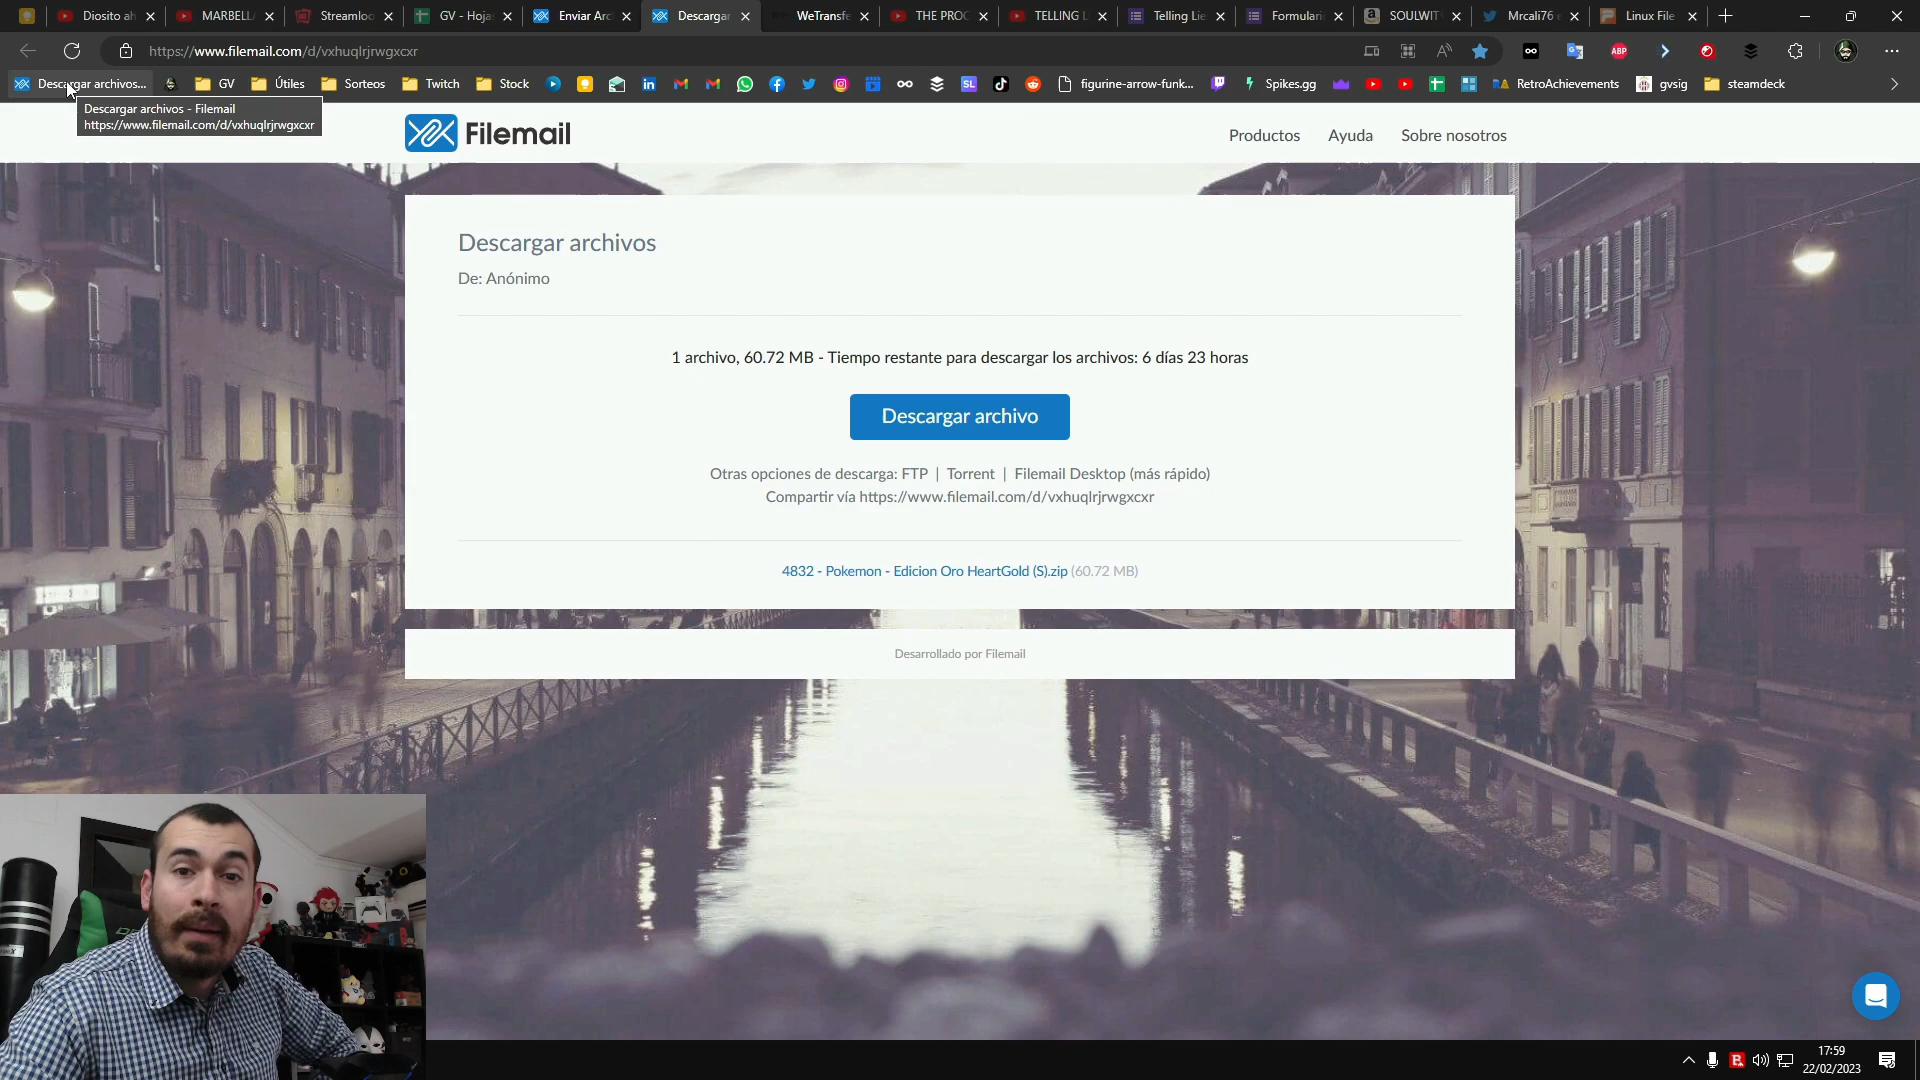 Diosito ah
MARBELL
Streamloo
GV - Hojas
Enviar Arc
Descargar
WeTransfe
THE PROC
TELLING L
Telling Lie
Formulari
SOULWIT
Mrcali76 e
Linux File
https://www.filemail.com/d/vxhuqlrjrwgxcxr
Descargar archivos...
GV
Útiles
Sorteos
Twitch
Stock
figurine-arrow-funk...
Spikes.gg
RetroAchievements
gvsig
steamdeck
Descargar archivos - Filemail
https://www.filemail.com/d/vxhuqlrjrwgxcxr
Filemail
Productos
Ayuda
Sobre nosotros
Descargar archivos
De: Anónimo
1 archivo, 60.72 MB - Tiempo restante para descargar los archivos: 6 días 23 horas
Descargar archivo
Otras opciones de descarga: FTP | Torrent | Filemail Desktop (más rápido)
Compartir vía https://www.filemail.com/d/vxhuqlrjrwgxcxr
4832 - Pokemon - Edicion Oro HeartGold (S).zip (60.72 MB)
Desarrollado por Filemail
17:59
22/02/2023